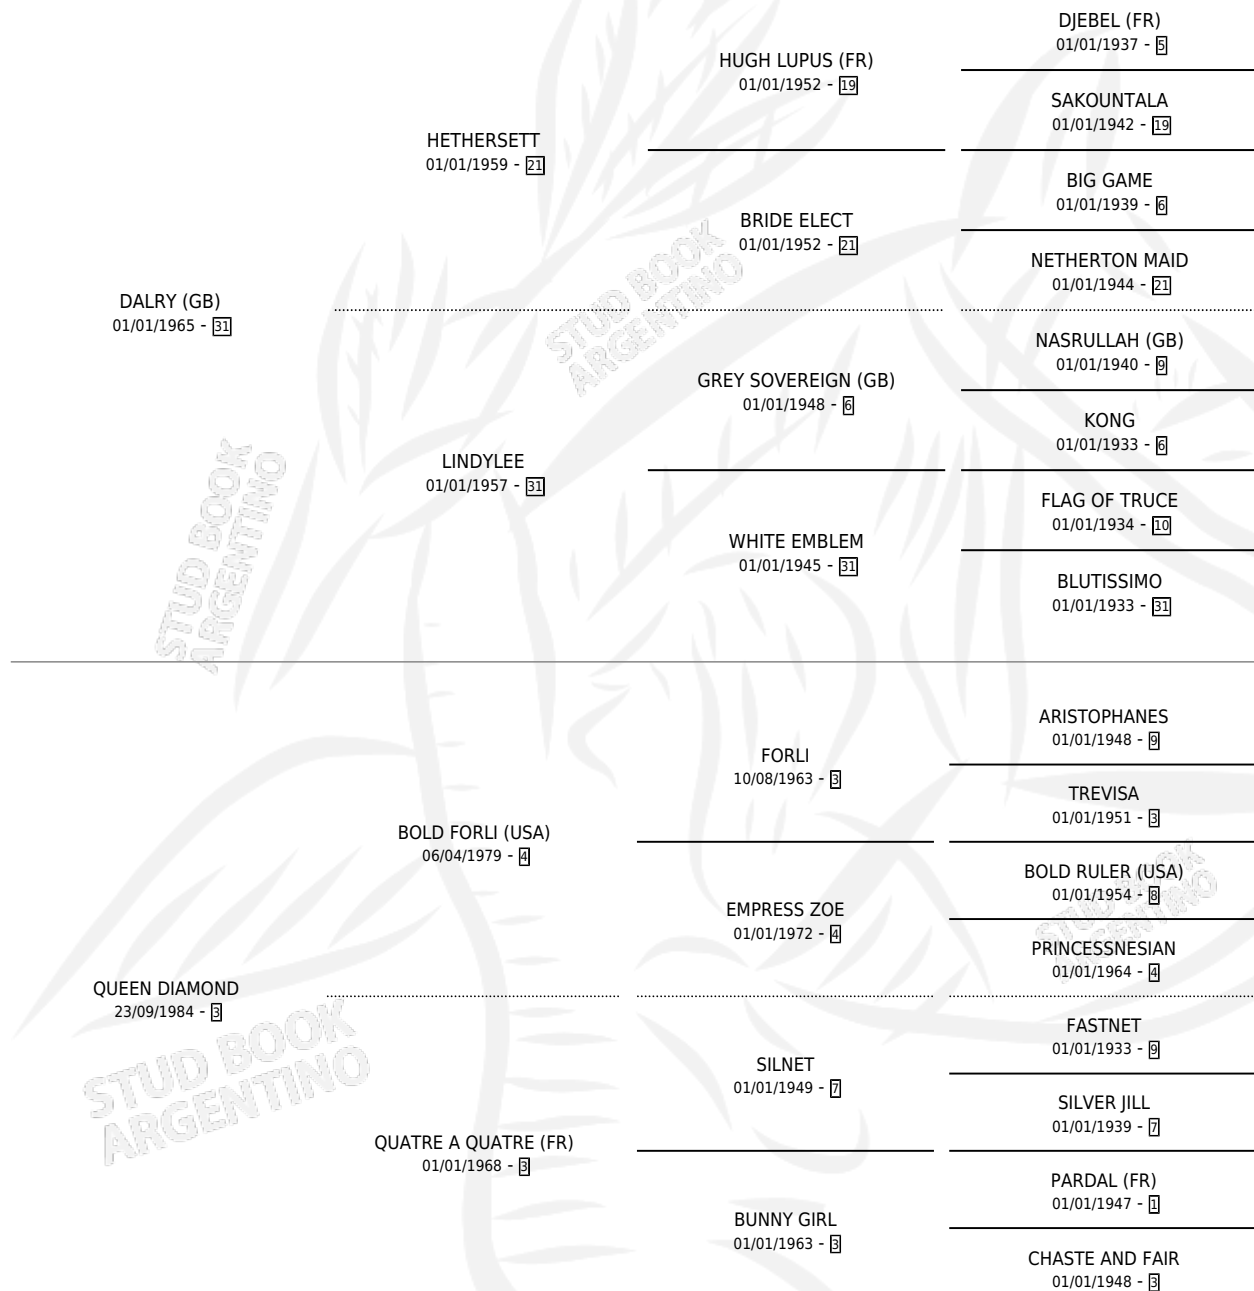 DJEBEL (FR)
01/01/1937 - 5
HUGH LUPUS (FR)
01/01/1952 - 19
SAKOUNTALA
01/01/1942 - 19
HETHERSETT
01/01/1959 - 21
BIG GAME
01/01/1939 - 6
BRIDE ELECT
01/01/1952 - 21
NETHERTON MAID
01/01/1944 - 21
DALRY (GB)
01/01/1965 - 31
STUD BOOK
ARGENTINO
NASRULLAH (GB)
01/01/1940 - 9
GREY SOVEREIGN (GB)
01/01/1948 - 6
KONG
01/01/1933 - 6
LINDYLEE
01/01/1957 - 31
FLAG OF TRUCE
01/01/1934 - 10
WHITE EMBLEM
01/01/1945 - 31
BLUTISSIMO
01/01/1933 - 31
STUD BOOK
ARGENTINO
ARISTOPHANES
01/01/1948 - 9
FORLI
10/08/1963 - 3
TREVISA
01/01/1951 - 3
BOLD FORLI (USA)
06/04/1979 - 4
BOLD RULER (USA)
01/01/1954 - 8
STUD BOOK
ARGENTINO
EMPRESS ZOE
01/01/1972 - 4
PRINCESSNESIAN
01/01/1964 - 4
QUEEN DIAMOND
23/09/1984 - 3
STUD BOOK
ARGENTINO
FASTNET
01/01/1933 - 9
SILNET
01/01/1949 - 7
SILVER JILL
01/01/1939 - 7
QUATRE A QUATRE (FR)
01/01/1968 - 3
PARDAL (FR)
01/01/1947 - 1
BUNNY GIRL
01/01/1963 - 3
CHASTE AND FAIR
01/01/1948 - 3